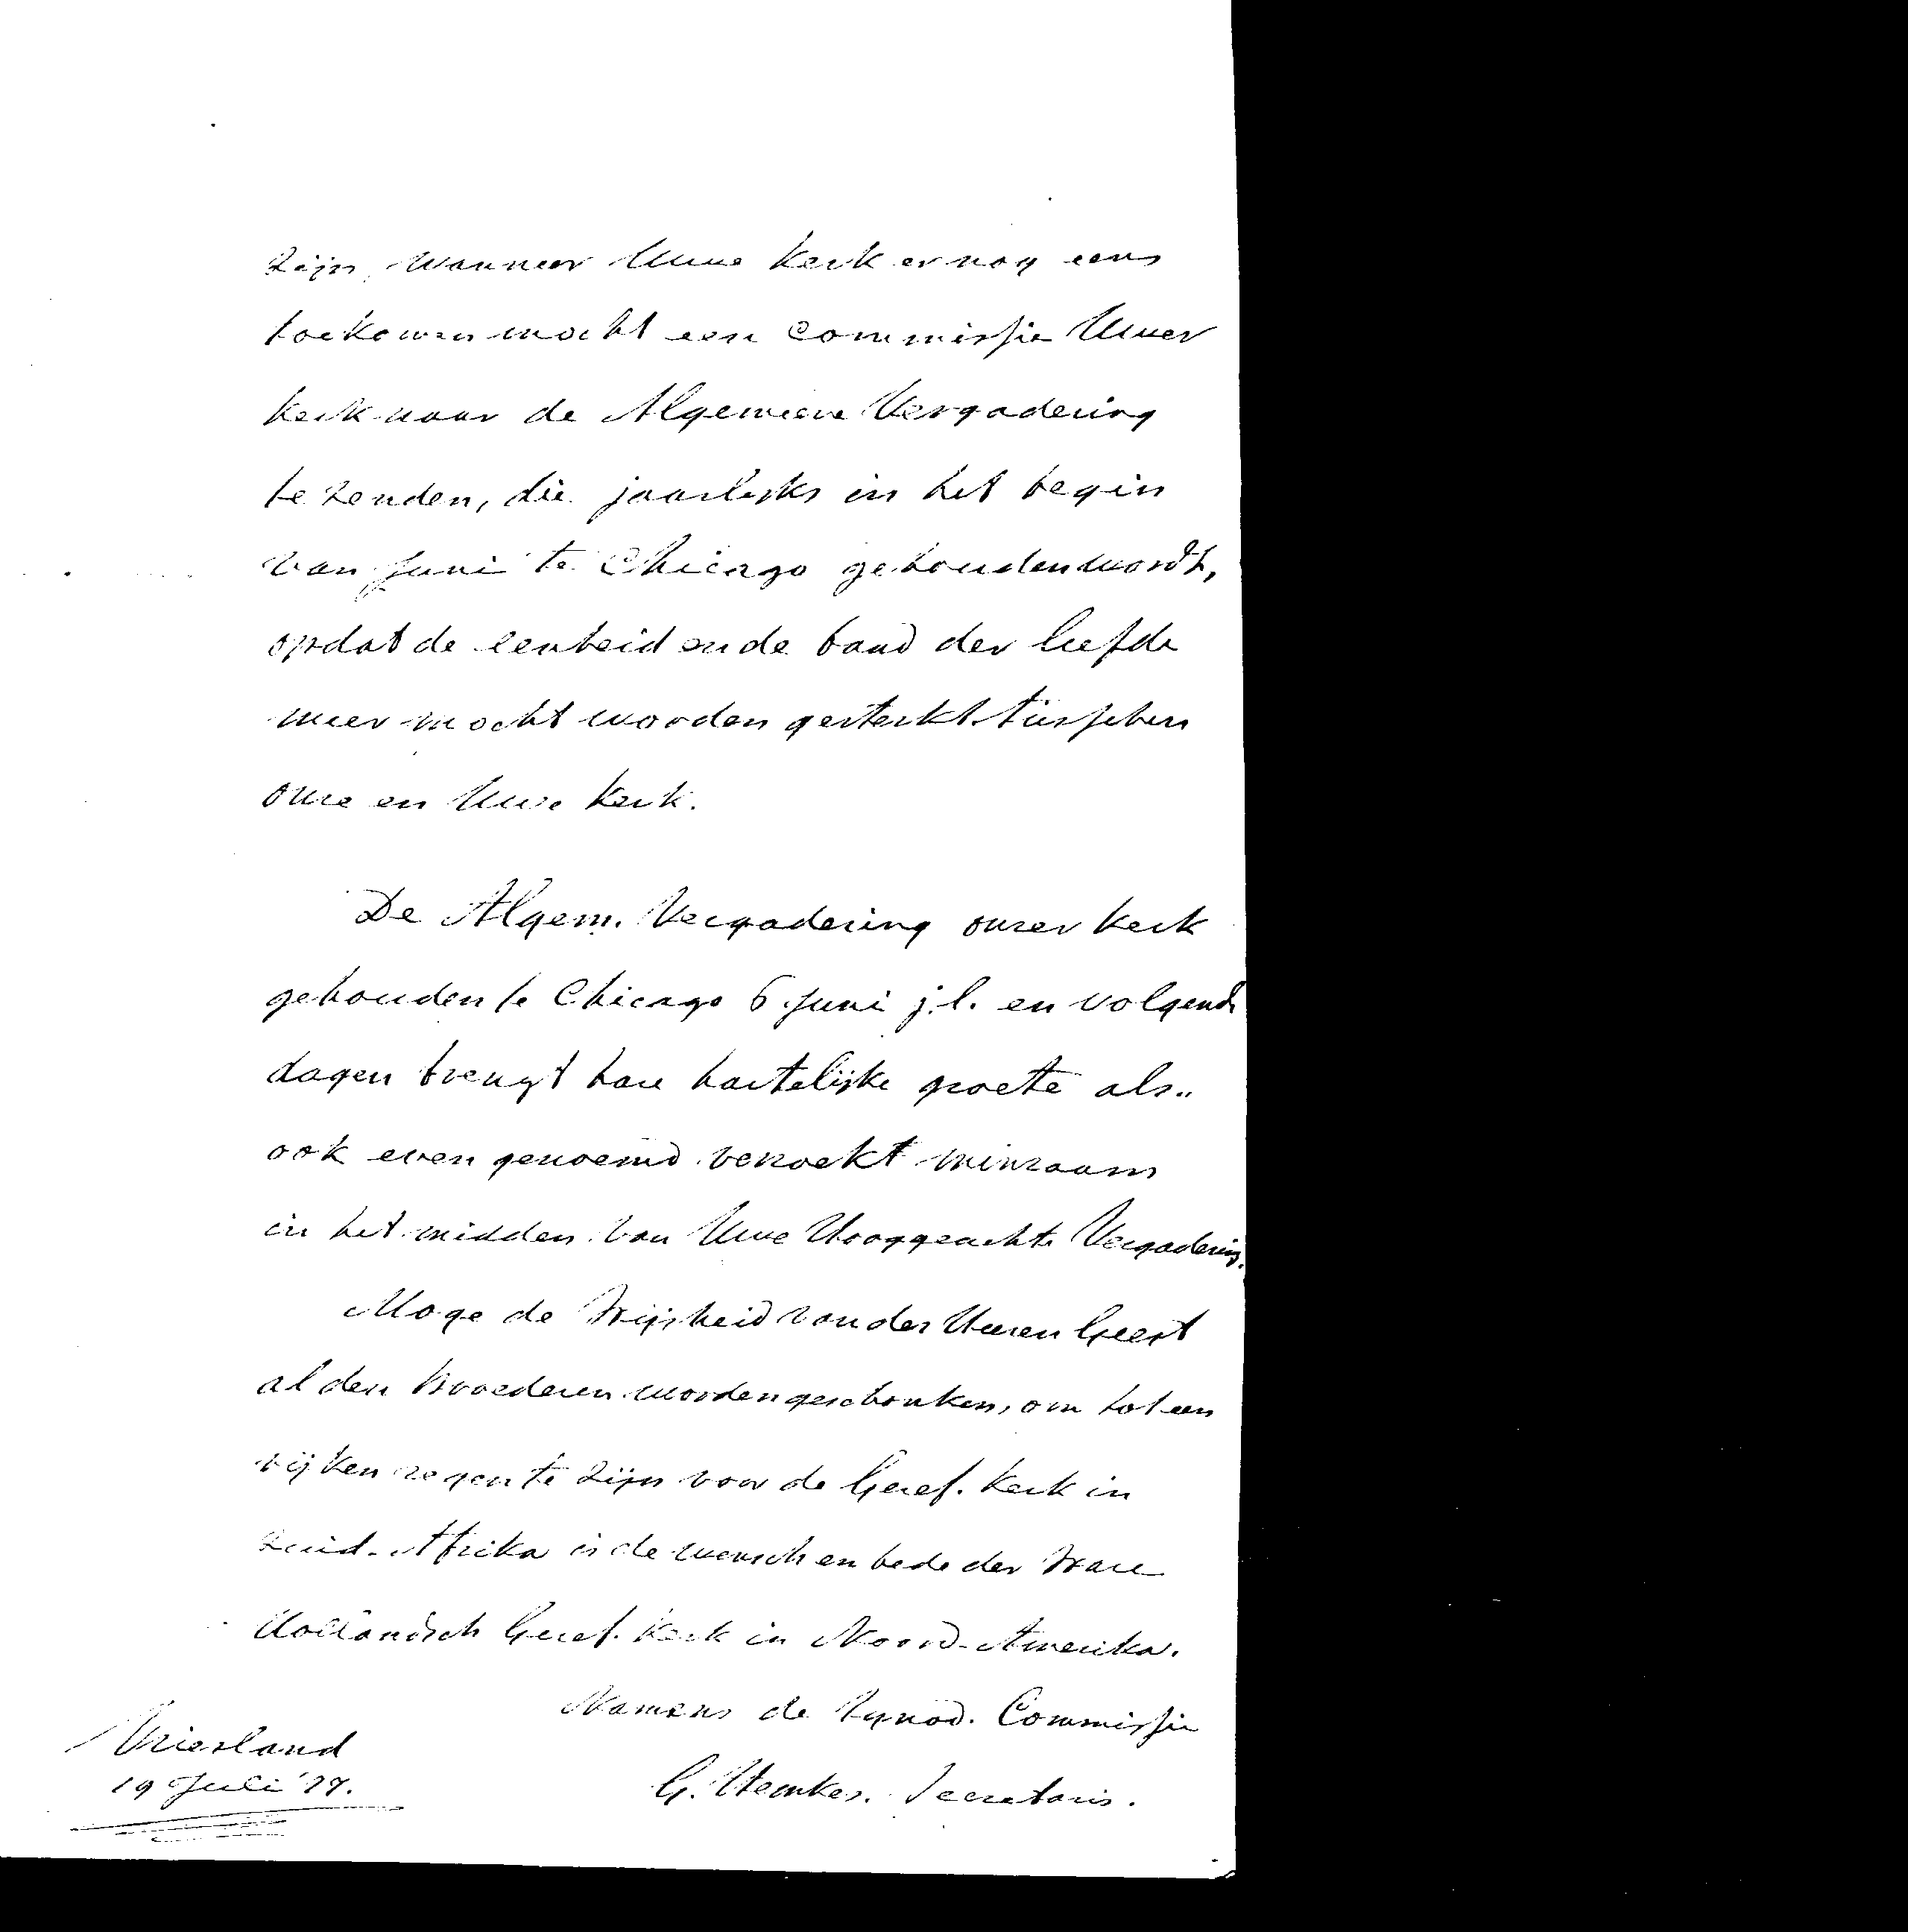 zijn, wanneer Uwe Kerk er nog eens
toekomen mocht een Commissie Uwer
Kerk naar de Algemeene Vergadering
te zenden, die jaarlijks in het begin
van Juni te Chicago gehouden wordt,
opdat de eenheid en de band der liefde
meer mocht worden gesterkt tusschen
onze en Uwe Kerk.
De Algem. Vergadering onzer Kerk
gehouden te Chicago 6 Juni j.l. en volgende
dagen brengt hare hartelijke groete als..
ook even genoemd verzoekt minzaam
in het midden van Uwe Hooggeachte Vergadering.
Moge de Wijsheid van des Heeren Geest
al den Broederen worden geschonken, om tot een
rijken zegen te zijn voor de Geref. Kerk in
Zuid-Afrika is de wensch en bede der Ware
Hollandsch Geref. Kerk in Noord-Amerika.
Namens de Synod. Commissie
Vriesland
19 Juli '77.
G. Hemkes. Secretaris.